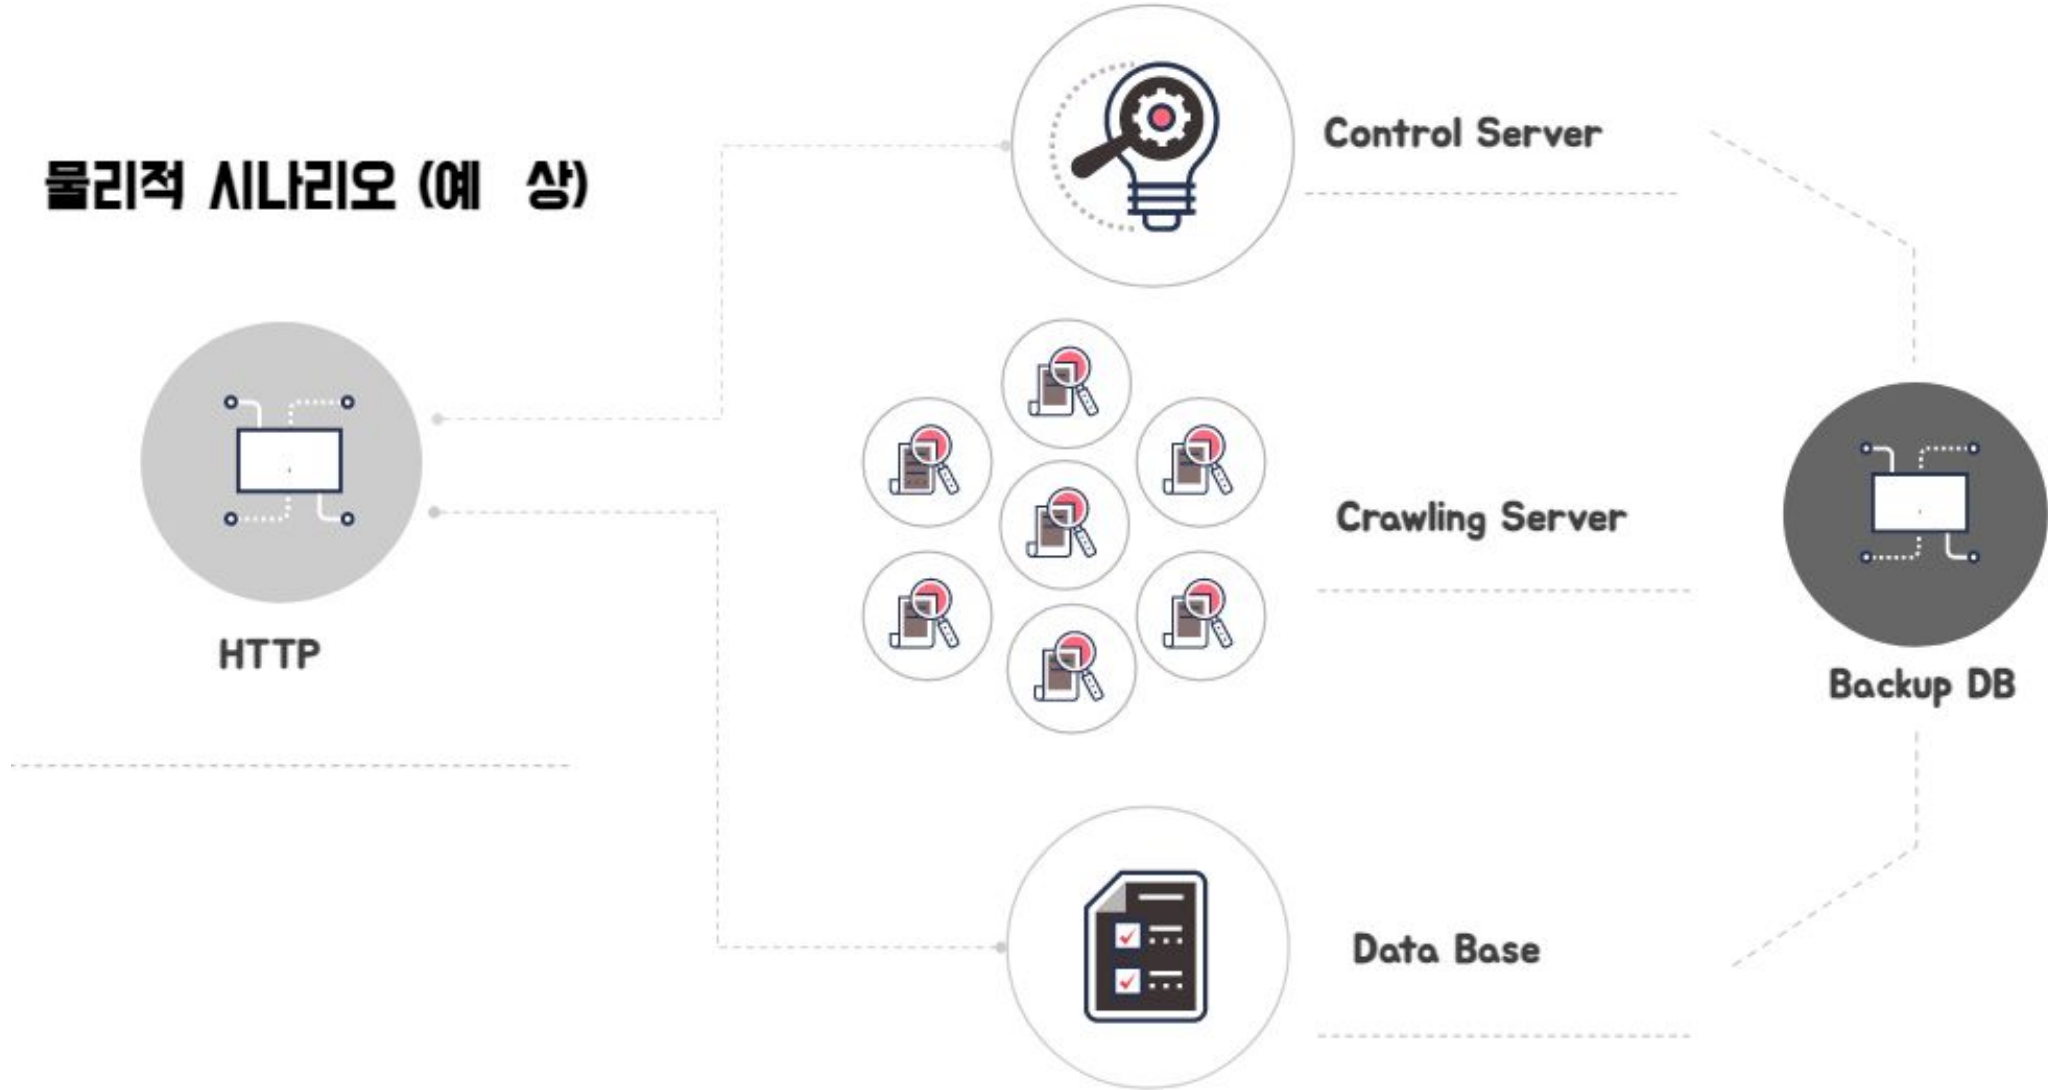 물리적 시나리오 (예 상)
Control Server
HTTP
Crawling Server
Backup DB
Data Base